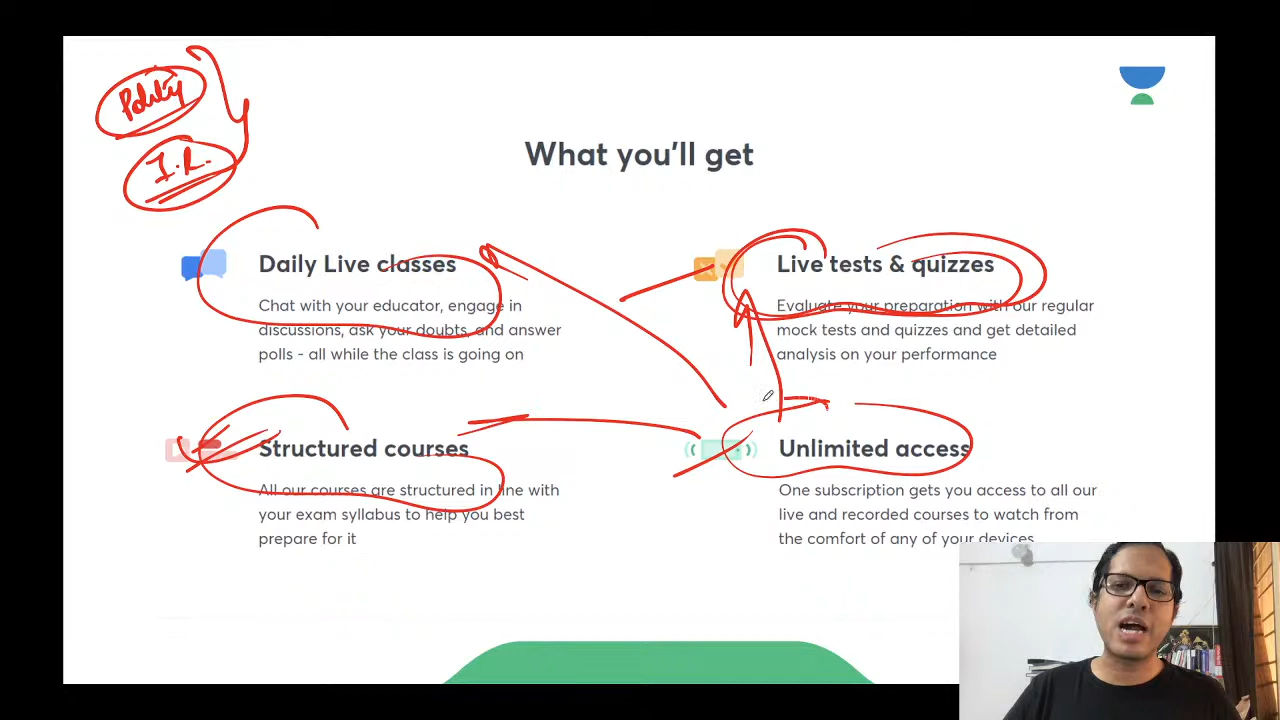 Polity
I.R.
What you'll get
Daily Live classes
Chat with your educator, engage in
discussions, ask your doubts, and answer
polls - all while the class is going on
Live tests & quizzes
Evaluate your preparation with our regular
mock tests and quizzes and get detailed
analysis on your performance
Structured courses
All our courses are structured in line with
your exam syllabus to help you best
prepare for it
Unlimited access
One subscription gets you access to all our
live and recorded courses to watch from
the comfort of any of your devices